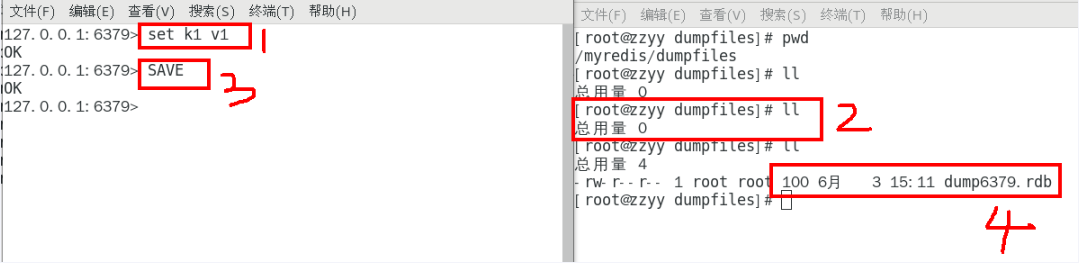 文件(F) 编辑(E) 查看(V) 搜索(S) 终端(T) 帮助(H)
127.0.0.1:6379> set k1 v1
OK
127.0.0.1:6379> SAVE
OK
127.0.0.1:6379>
1
3
文件(F) 编辑(E) 查看(V) 搜索(S) 终端(T) 帮助(H)
[root@zzyy dumpfiles]# pwd
/myredis/dumpfiles
[root@zzyy dumpfiles]# ll
总用量 0
[root@zzyy dumpfiles]# ll
总用量 0
[root@zzyy dumpfiles]# ll
总用量 4
-rw-r--r-- 1 root root 100 6月 3 15:11 dump6379.rdb
[root@zzyy dumpfiles]#
2
4